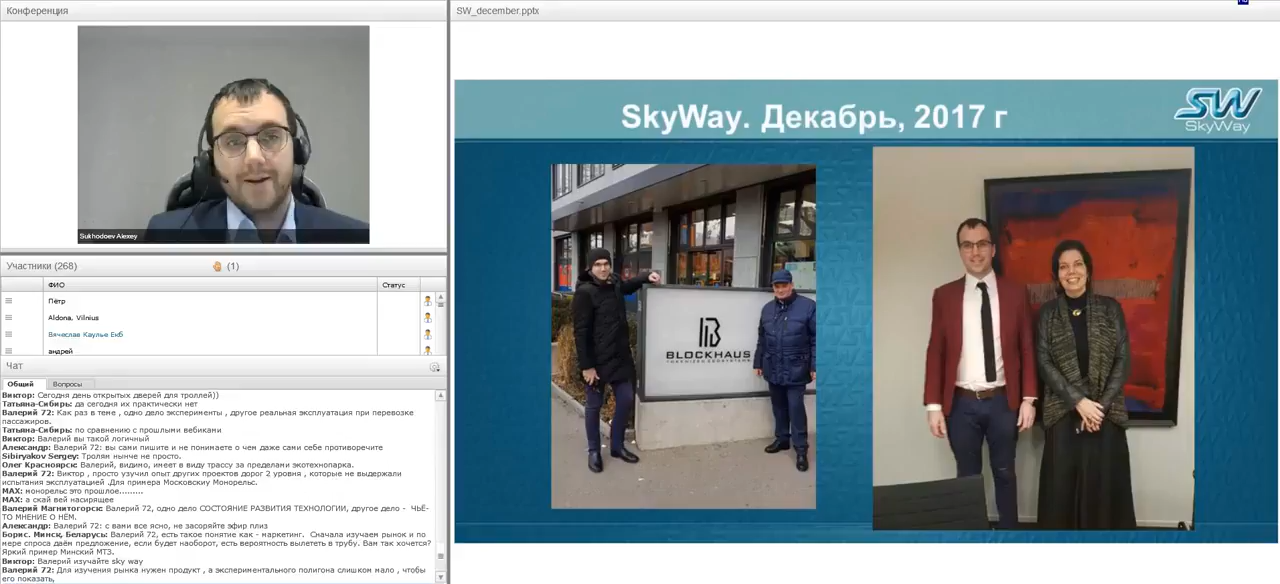 Конференция
Sukhodoev Alexey
Участники (268)
(1)
ФИО
Статус
Пётр
Aldona, Vilnius
Вячеслав Каулье Екб
андрей
Чат
Общий
Вопросы
Виктор: Сегодня день открытых дверей для троллей))
Татьяна-Сибирь: да сегодня их практически нет
Валерий 72: Как раз в теме , одно дело эксперименты , другое реальная эксплуатация при перевозке
пассажиров.
Татьяна-Сибирь: по сравнению с прошлыми вебиками
Виктор: Валерий вы такой логичный
Александр: Валерий 72: вы сами пишите и не понимаете о чем даже сами себе противоречите
Sibiryakov Sergey: Тролям нынче не просто.
Олег Красноярск: Валерий, видимо, имеет в виду трассу за пределами экотехнопарка.
Валерий 72: Виктор , просто узучил опыт других проектов дорог 2 уровня , которые не выдержали
испытания эксплуатацией .Для примера Московскиу Монорельс.
MAX: монорельс это прошлое.........
MAX: а скай вей насирящее
Валерий Магнитогорск: Валерий 72, одно дело СОСТОЯНИЕ РАЗВИТИЯ ТЕХНОЛОГИИ, другое дело - ЧЬЁ-
ТО МНЕНИЕ О НЁМ.
Александр: Валерий 72: с вами все ясно, не засоряйте эфир плиз
Борис. Минск, Беларусь: Валерий 72, есть такое понятие как - маркетинг. Сначала изучаем рынок и по
мере спроса даём предложение, если будет наоборот, есть вероятность вылететь в трубу. Вам так хочется?
Яркий пример Минский МТЗ.
Виктор: Валерий изучайте sky way
Валерий 72: Для изучения рынка нужен продукт , а экспериментального полигона слишком мало , чтобы
его показать,
SW_december.pptx
SkyWay. Декабрь, 2017 г
SW
SkyWay
BLOCKHAUS